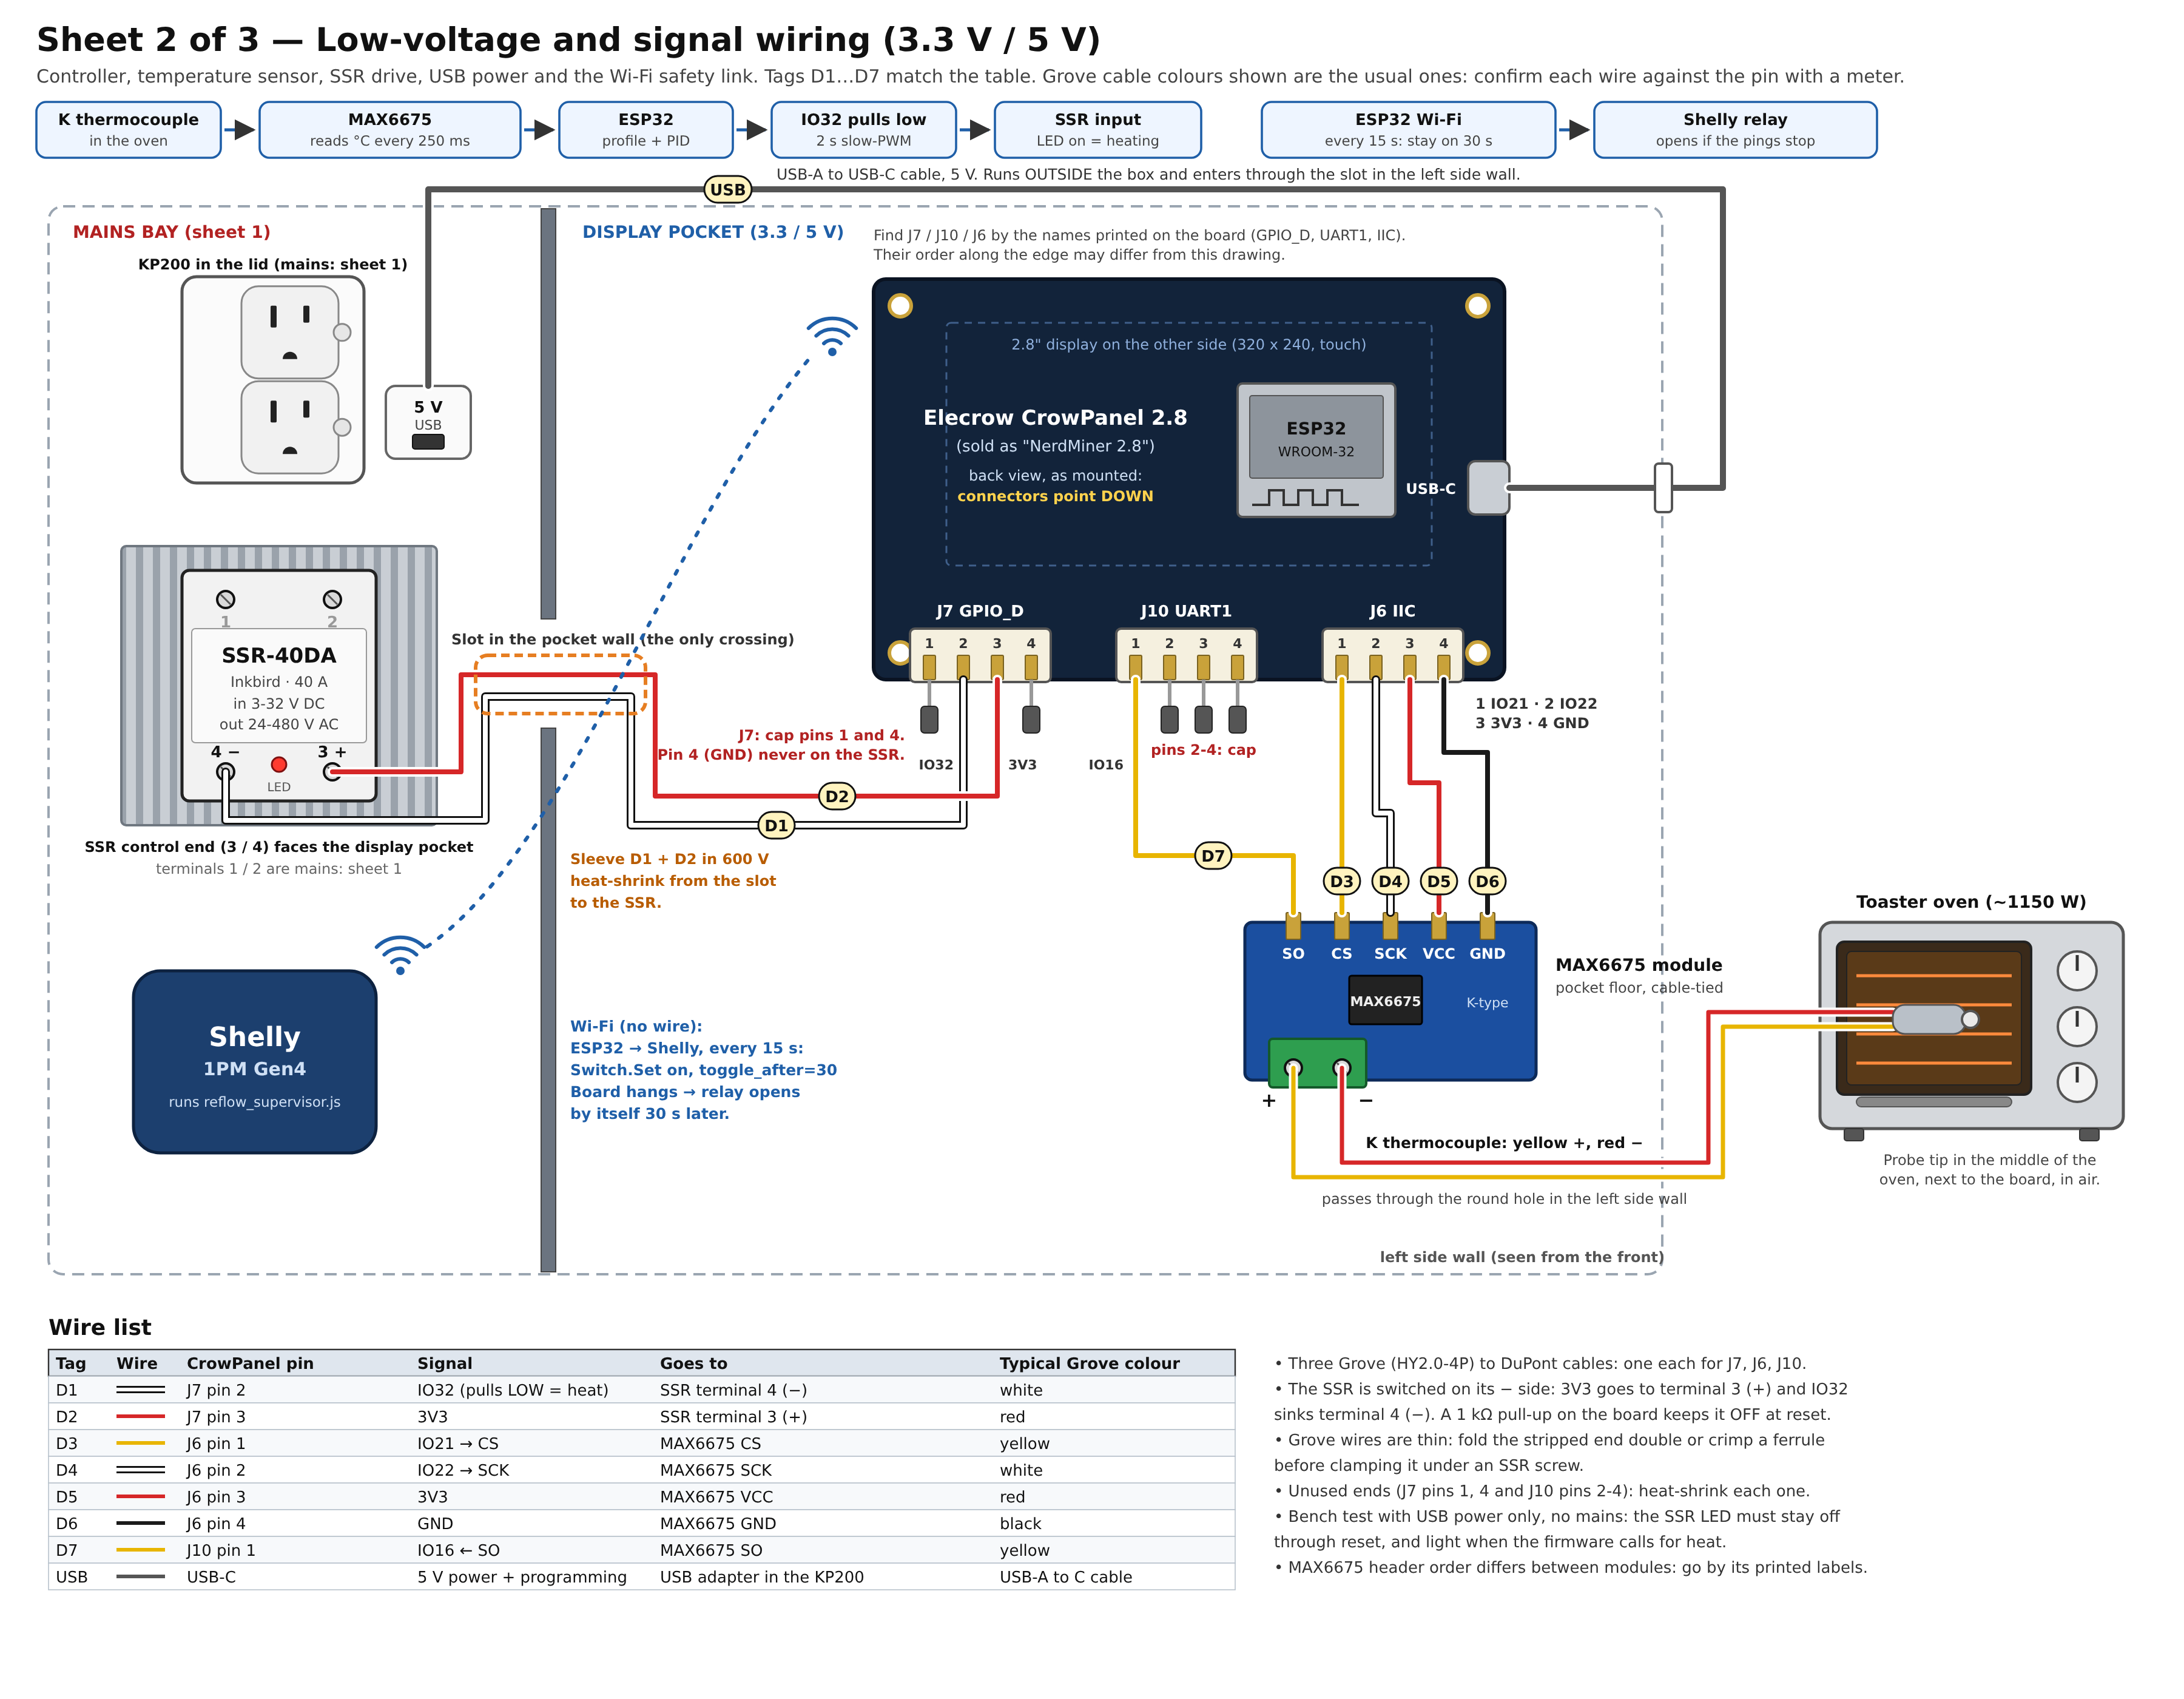 Sheet 2 of 3 — Low-voltage and signal wiring (3.3 V / 5 V)
Controller, temperature sensor, SSR drive, USB power and the Wi-Fi safety link. Tags D1...D7 match the table. Grove cable colours shown are the usual ones: confirm each wire against the pin with a meter.
K thermocouple
in the oven
MAX6675
reads °C every 250 ms
ESP32
profile + PID
IO32 pulls low
2 s slow-PWM
SSR input
LED on = heating
ESP32 Wi-Fi
every 15 s: stay on 30 s
Shelly relay
opens if the pings stop
USB-A to USB-C cable, 5 V. Runs OUTSIDE the box and enters through the slot in the left side wall.
USB
MAINS BAY (sheet 1)
DISPLAY POCKET (3.3 / 5 V)
Find J7 / J10 / J6 by the names printed on the board (GPIO_D, UART1, IIC).
Their order along the edge may differ from this drawing.
KP200 in the lid (mains: sheet 1)
5 V
USB
2.8" display on the other side (320 x 240, touch)
Elecrow CrowPanel 2.8
(sold as "NerdMiner 2.8")
back view, as mounted:
connectors point DOWN
ESP32
WROOM-32
USB-C
J7 GPIO_D
J10 UART1
J6 IIC
1 2 3 4
1 2 3 4
1 2 3 4
Slot in the pocket wall (the only crossing)
1 2
SSR-40DA
Inkbird · 40 A
in 3-32 V DC
out 24-480 V AC
4 −
3 +
LED
SSR control end (3 / 4) faces the display pocket
terminals 1 / 2 are mains: sheet 1
J7: cap pins 1 and 4.
Pin 4 (GND) never on the SSR.
IO32
3V3
IO16
pins 2-4: cap
1 IO21 · 2 IO22
3 3V3 · 4 GND
D2
D1
D7
D3
D4
D5
D6
Sleeve D1 + D2 in 600 V
heat-shrink from the slot
to the SSR.
Wi-Fi (no wire):
ESP32 → Shelly, every 15 s:
Switch.Set on, toggle_after=30
Board hangs → relay opens
by itself 30 s later.
Shelly
1PM Gen4
runs reflow_supervisor.js
SO CS SCK VCC GND
MAX6675
K-type
+
−
MAX6675 module
pocket floor, cable-tied
Toaster oven (~1150 W)
K thermocouple: yellow +, red −
passes through the round hole in the left side wall
Probe tip in the middle of the
oven, next to the board, in air.
left side wall (seen from the front)
Wire list
Tag Wire CrowPanel pin Signal Goes to Typical Grove colour
D1 J7 pin 2 IO32 (pulls LOW = heat) SSR terminal 4 (−) white
D2 J7 pin 3 3V3 SSR terminal 3 (+) red
D3 J6 pin 1 IO21 → CS MAX6675 CS yellow
D4 J6 pin 2 IO22 → SCK MAX6675 SCK white
D5 J6 pin 3 3V3 MAX6675 VCC red
D6 J6 pin 4 GND MAX6675 GND black
D7 J10 pin 1 IO16 ← SO MAX6675 SO yellow
USB USB-C 5 V power + programming USB adapter in the KP200 USB-A to C cable
• Three Grove (HY2.0-4P) to DuPont cables: one each for J7, J6, J10.
• The SSR is switched on its − side: 3V3 goes to terminal 3 (+) and IO32
sinks terminal 4 (−). A 1 kΩ pull-up on the board keeps it OFF at reset.
• Grove wires are thin: fold the stripped end double or crimp a ferrule
before clamping it under an SSR screw.
• Unused ends (J7 pins 1, 4 and J10 pins 2-4): heat-shrink each one.
• Bench test with USB power only, no mains: the SSR LED must stay off
through reset, and light when the firmware calls for heat.
• MAX6675 header order differs between modules: go by its printed labels.